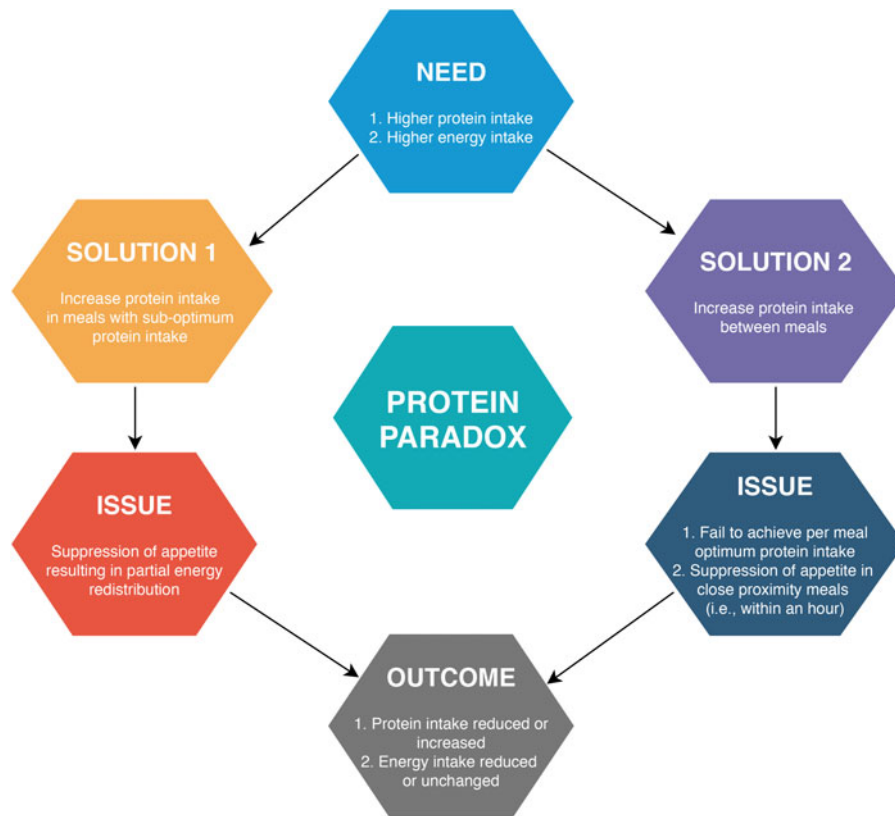 NEED
1. Higher protein intake
2. Higher energy intake
SOLUTION 1
Increase protein intake
in meals with sub-optimum
protein intake
SOLUTION 2
Increase protein intake
between meals
PROTEIN
PARADOX
ISSUE
Suppression of appetite
resulting in partial energy
redistribution
ISSUE
1. Fail to achieve per meal
optimum protein intake
2. Suppression of appetite in
close proximity meals
(i.e., within an hour)
OUTCOME
1. Protein intake reduced or
increased
2. Energy intake reduced
or unchanged